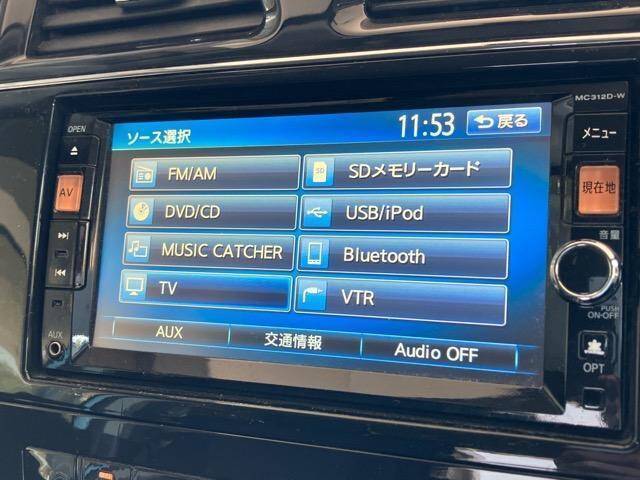 MC312D-W
OPEN
ソース選択
11:53
戻る
メニュー
AV
FM/AM
SDメモリーカード
現在地
DVD/CD
USB/iPod
音量
MUSIC CATCHER
Bluetooth
TV
VTR
PUSH
ON-OFF
AUX
AUX
交通情報
Audio OFF
OPT
SD